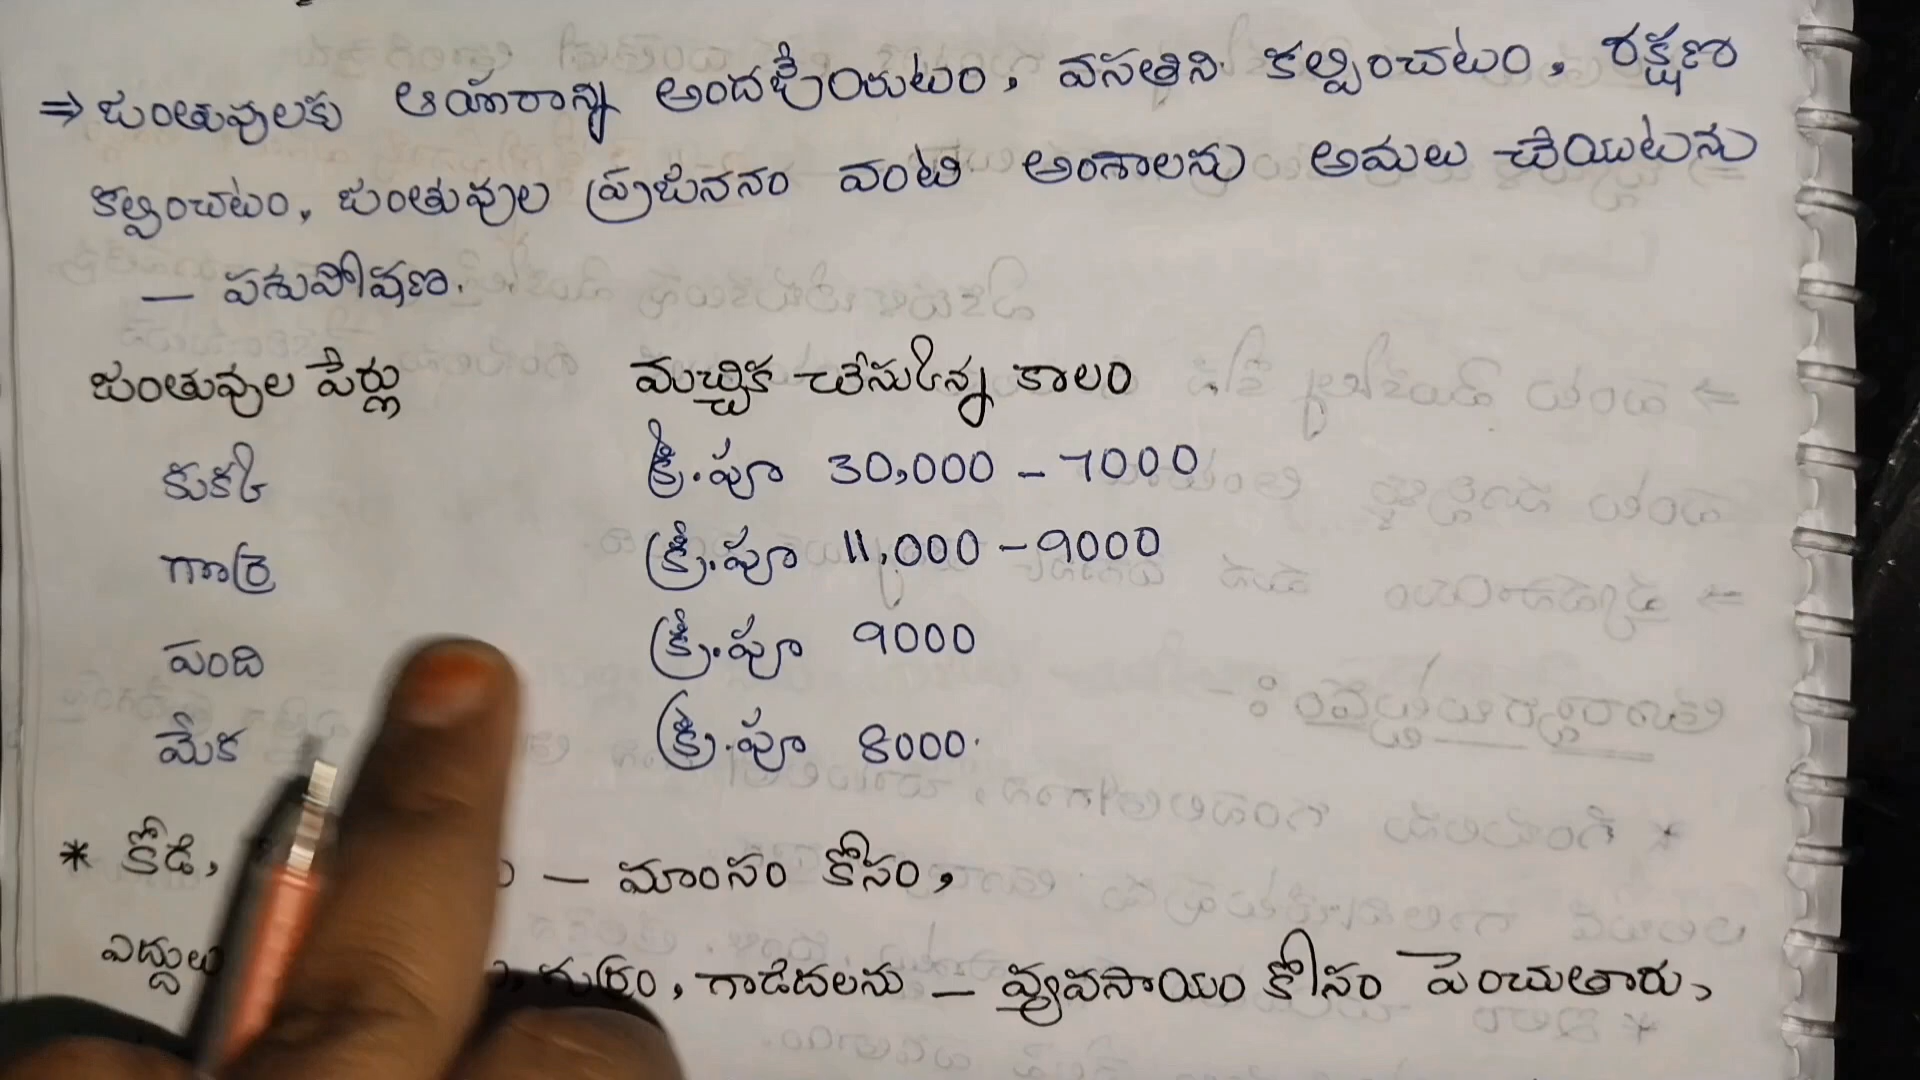 ⇒ జంతువులకు ఆహారాన్ని అందజేయుటం, వసతిని కల్పించటం, రక్షణ
కల్పించటం, జంతువుల ప్రజననం వంటి అంశాలను అమలు చేయుటను
— పశుపోషణ.
జంతువుల పేర్లు మచ్చిక చేసుకొన్న కాలం
కుక్క క్రీ.పూ 30,000 - 7000
గొర్రె క్రీ.పూ 11,000 - 9000
పంది క్రీ.పూ 9000
మేక క్రీ.పూ 8000.
* కోడి, — మాంసం కోసం,
ఎద్దులు గుర్రం, గాడిదలను — వ్యవసాయం కోసం పెంచుతారు,